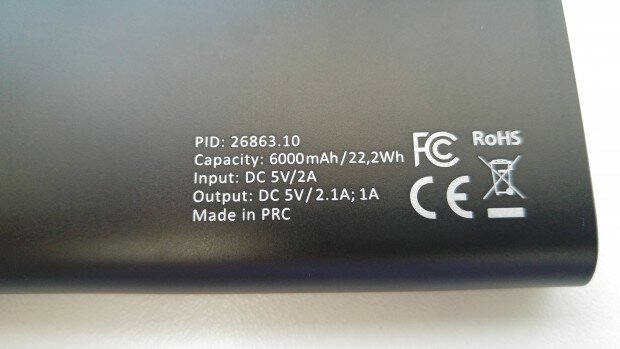 PID: 26863.10
Capacity: 6000mAh/22,2Wh
Input: DC 5V/2A
Output: DC 5V/2.1A; 1A
Made in PRC
FC
RoHS
CE